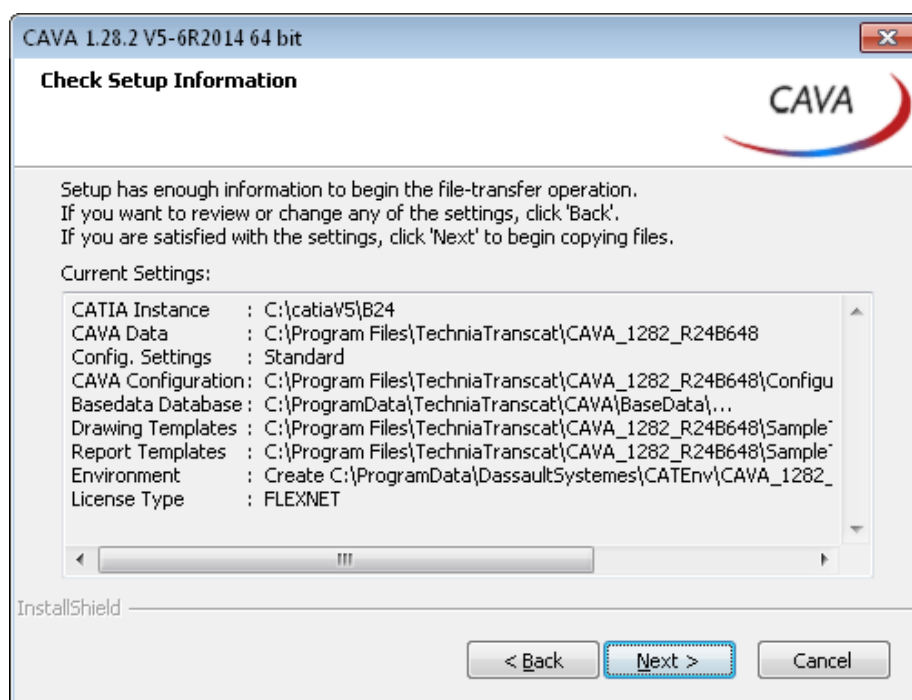 CAVA 1.28.2 V5-6R2014 64 bit
Check Setup Information
CAVA
Setup has enough information to begin the file-transfer operation.
If you want to review or change any of the settings, click 'Back'.
If you are satisfied with the settings, click 'Next' to begin copying files.
Current Settings:
CATIA Instance : C:\catiaV5\B24
CAVA Data : C:\Program Files\TechniaTranscat\CAVA_1282_R24B648
Config. Settings : Standard
CAVA Configuration: C:\Program Files\TechniaTranscat\CAVA_1282_R24B648\Configu
Basedata Database : C:\ProgramData\TechniaTranscat\CAVA\BaseData\...
Drawing Templates : C:\Program Files\TechniaTranscat\CAVA_1282_R24B648\Sample
Report Templates : C:\Program Files\TechniaTranscat\CAVA_1282_R24B648\Sample
Environment : Create C:\ProgramData\DassaultSystemes\CATEnv\CAVA_1282_
License Type : FLEXNET
InstallShield
< Back Next > Cancel